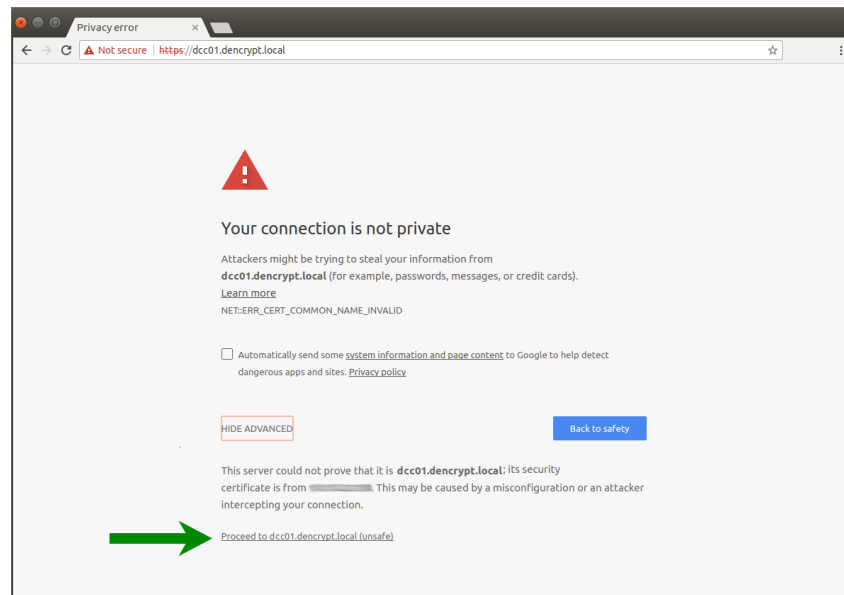 Privacy error
Not secure | https://dcc01.dencrypt.local
Your connection is not private
Attackers might be trying to steal your information from
dcc01.dencrypt.local (for example, passwords, messages, or credit cards).
Learn more
NET::ERR_CERT_COMMON_NAME_INVALID
Automatically send some system information and page content to Google to help detect
dangerous apps and sites. Privacy policy
HIDE ADVANCED
Back to safety
This server could not prove that it is dcc01.dencrypt.local; its security
certificate is from . This may be caused by a misconfiguration or an attacker
intercepting your connection.
Proceed to dcc01.dencrypt.local (unsafe)